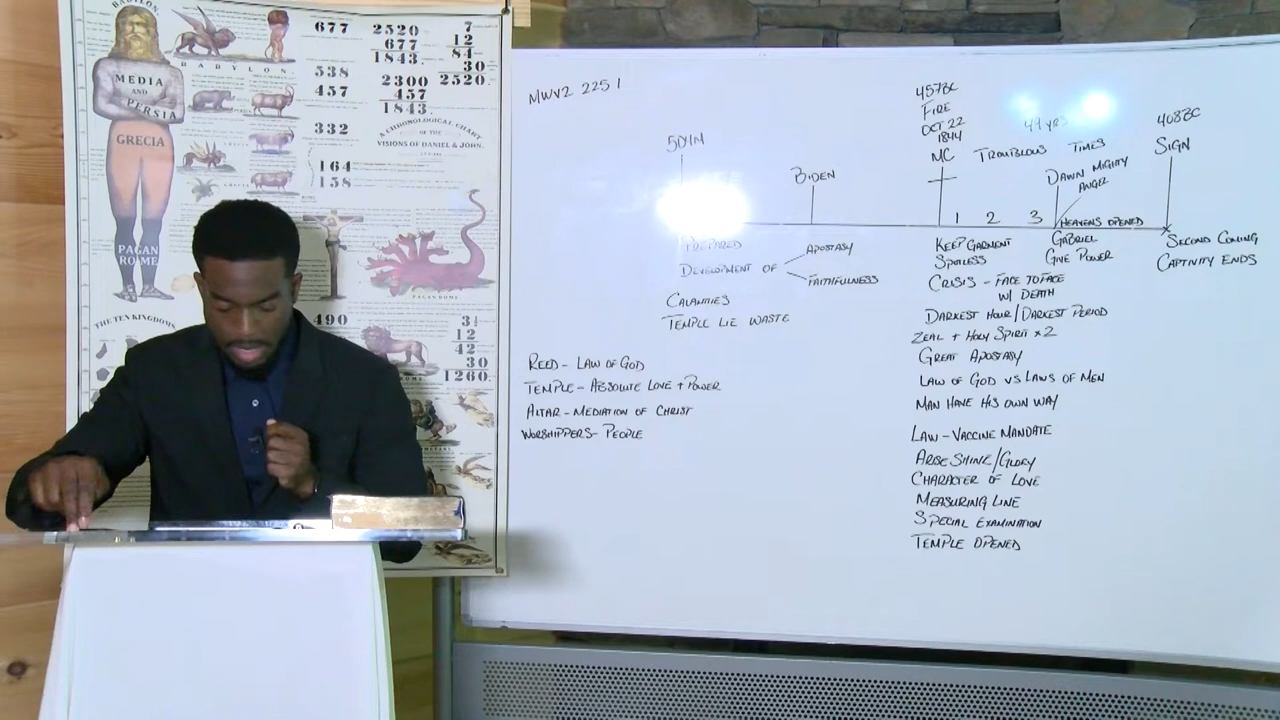 BABYLON
MEDIA
AND
PERSIA
GRECIA
PAGAN
ROME
THE TEN KINGDOMS
BABYLON.
677
538
457
332
164
158
490
2520
677
1843.
2300
457
1843.
7
12
84
30
2520
A CHRONOLOGICAL CHART
OF THE
VISIONS OF DANIEL & JOHN.
PAGAN ROME.
12
42
30
1260.
MWV2 225 1
SDYIN
BIDEN
457BC
FIRE
OCT 22
1844
MC
49 YRS
TROUBLOUS TIMES
DAWN MIGHTY
ANGEL
408BC
SIGN
1 2 3 HEAVENS OPENED
PREPARED
DEVELOPMENT OF
APOSTASY
FAITHFULNESS
CALAMITIES
TEMPLE LIE WASTE
REED - LAW OF GOD
TEMPLE - ABSOLUTE LOVE + POWER
ALTAR - MEDIATION OF CHRIST
WORSHIPPERS - PEOPLE
KEEP GARMENT
SPOTLESS
GABRIEL
GIVE POWER
SECOND COMING
CAPTIVITY ENDS
CRISIS - FACE TO FACE
W/ DEATH
DARKEST HOUR / DARKEST PERIOD
ZEAL + HOLY SPIRIT x2
GREAT APOSTASY
LAW OF GOD VS LAWS OF MEN
MAN HAVE HIS OWN WAY
LAW - VACCINE MANDATE
ARISE SHINE / GLORY
CHARACTER OF LOVE
MEASURING LINE
SPECIAL EXAMINATION
TEMPLE OPENED